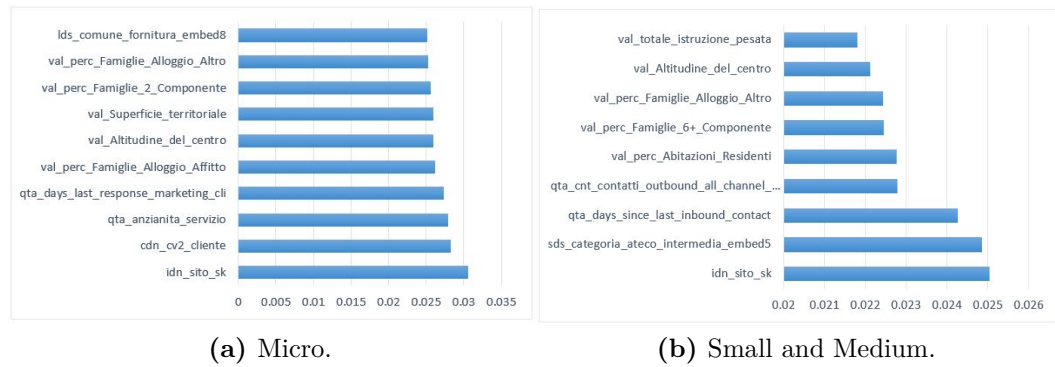 lds_comune_fornitura_embed8
val_perc_Famiglie_Alloggio_Altro
val_perc_Famiglie_2_Componente
val_Superficie_territoriale
val_Altitudine_del_centro
val_perc_Famiglie_Alloggio_Affitto
qta_days_last_response_marketing_cli
qta_anzianita_servizio
cdn_cv2_cliente
idn_sito_sk
0 0.005 0.01 0.015 0.02 0.025 0.03 0.035
(a) Micro.
val_totale_istruzione_pesata
val_Altitudine_del_centro
val_perc_Famiglie_Alloggio_Altro
val_perc_Famiglie_6+_Componente
val_perc_Abitazioni_Residenti
qta_cnt_contatti_outbound_all_channel_...
qta_days_since_last_inbound_contact
sds_categoria_ateco_intermedia_embed5
idn_sito_sk
0.02 0.021 0.022 0.023 0.024 0.025 0.026
(b) Small and Medium.